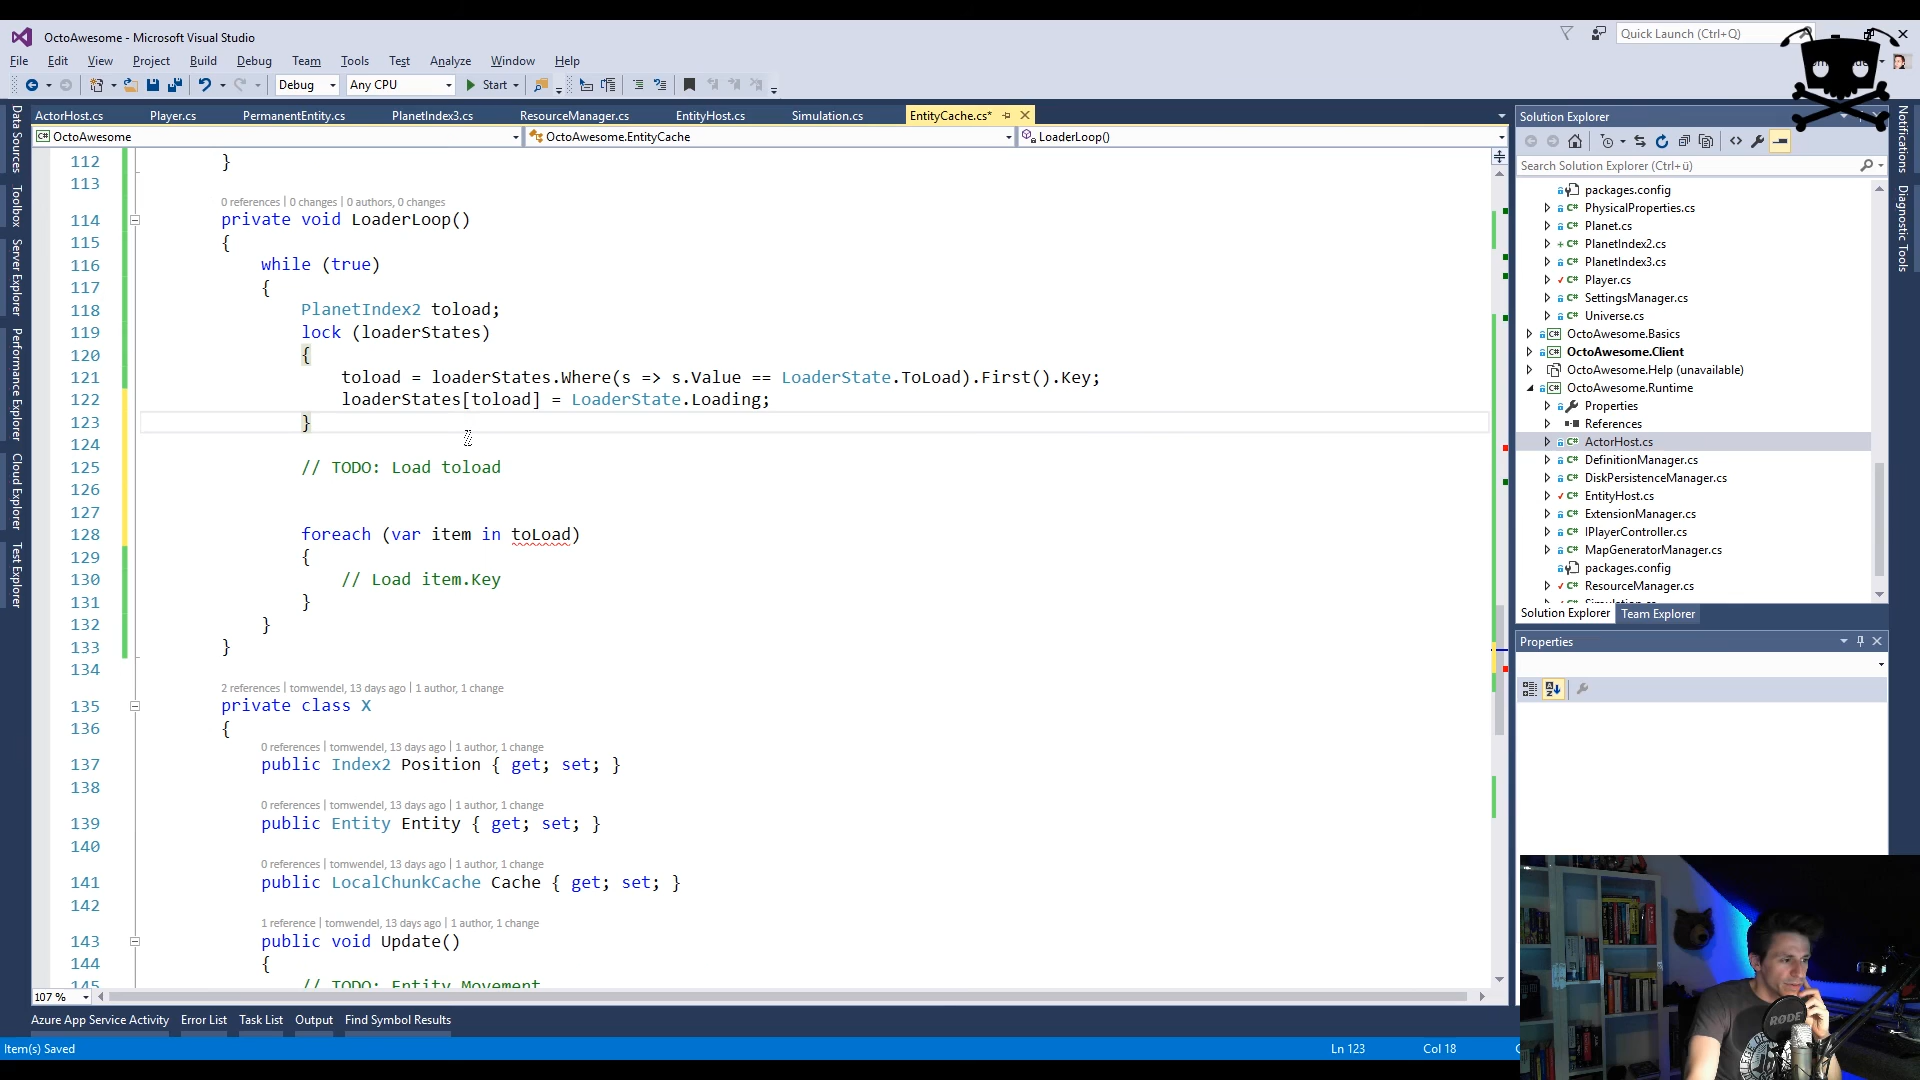 OctoAwesome - Microsoft Visual Studio
Quick Launch (Ctrl+Q)
File Edit View Project Build Debug Team Tools Test Analyze Window Help
Debug Any CPU Start
ActorHost.cs Player.cs PermanentEntity.cs PlanetIndex3.cs ResourceManager.cs EntityHost.cs Simulation.cs EntityCache.cs*
OctoAwesome OctoAwesome.EntityCache LoaderLoop()
Data Sources
Toolbox
Server Explorer
Performance Explorer
Cloud Explorer
Test Explorer
112 }
113
0 references | 0 changes | 0 authors, 0 changes
114 private void LoaderLoop()
115 {
116 while (true)
117 {
118 PlanetIndex2 toload;
119 lock (loaderStates)
120 {
121 toload = loaderStates.Where(s => s.Value == LoaderState.ToLoad).First().Key;
122 loaderStates[toload] = LoaderState.Loading;
123 }
124
125 // TODO: Load toload
126
127
128 foreach (var item in toLoad)
129 {
130 // Load item.Key
131 }
132 }
133 }
134
2 references | tomwendel, 13 days ago | 1 author, 1 change
135 private class X
136 {
0 references | tomwendel, 13 days ago | 1 author, 1 change
137 public Index2 Position { get; set; }
138
0 references | tomwendel, 13 days ago | 1 author, 1 change
139 public Entity Entity { get; set; }
140
0 references | tomwendel, 13 days ago | 1 author, 1 change
141 public LocalChunkCache Cache { get; set; }
142
1 reference | tomwendel, 13 days ago | 1 author, 1 change
143 public void Update()
144 {
145 // TODO: Entity Movement
107 %
Azure App Service Activity Error List Task List Output Find Symbol Results
Item(s) Saved Ln 123 Col 18
Solution Explorer
Search Solution Explorer (Ctrl+ü)
packages.config
PhysicalProperties.cs
Planet.cs
PlanetIndex2.cs
PlanetIndex3.cs
Player.cs
SettingsManager.cs
Universe.cs
OctoAwesome.Basics
OctoAwesome.Client
OctoAwesome.Help (unavailable)
OctoAwesome.Runtime
Properties
References
ActorHost.cs
DefinitionManager.cs
DiskPersistenceManager.cs
EntityHost.cs
ExtensionManager.cs
IPlayerController.cs
MapGeneratorManager.cs
packages.config
ResourceManager.cs
Simulation.cs
Solution Explorer Team Explorer
Properties
Notifications
Diagnostic Tools
RØDE